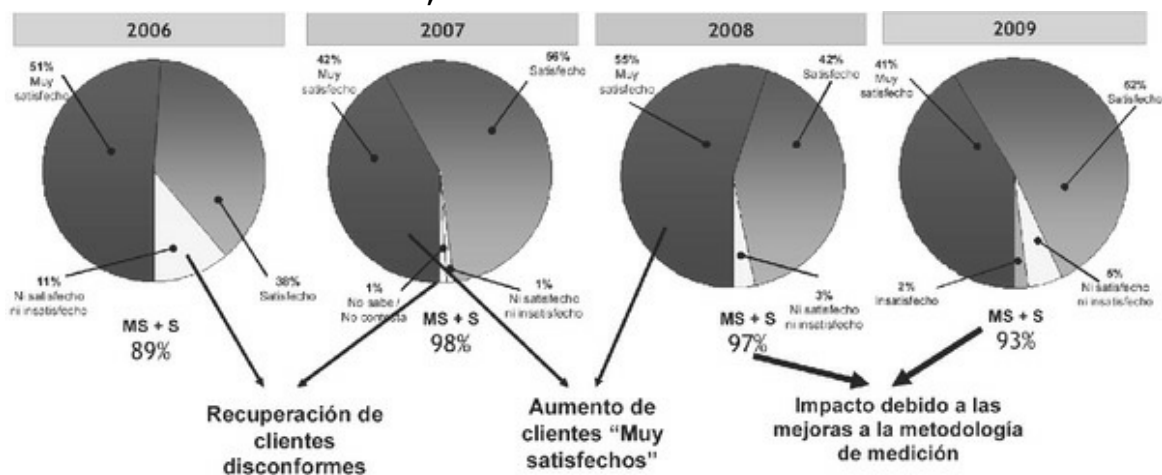 2006
2007
2008
2009
51%
Muy
satisfecho
11%
Ni satisfecho
ni insatisfecho
38%
Satisfecho
MS + S
89%
42%
Muy
satisfecho
56%
Satisfecho
1%
No sabe /
No contesta
1%
Ni satisfecho
ni insatisfecho
MS + S
98%
55%
Muy
satisfecho
42%
Satisfecho
3%
Ni satisfecho
ni insatisfecho
MS + S
97%
41%
Muy
satisfecho
52%
Satisfecho
2%
Insatisfecho
5%
Ni satisfecho
ni insatisfecho
MS + S
93%
Recuperación de
clientes
disconformes
Aumento de
clientes “Muy
satisfechos”
Impacto debido a las
mejoras a la metodología
de medición